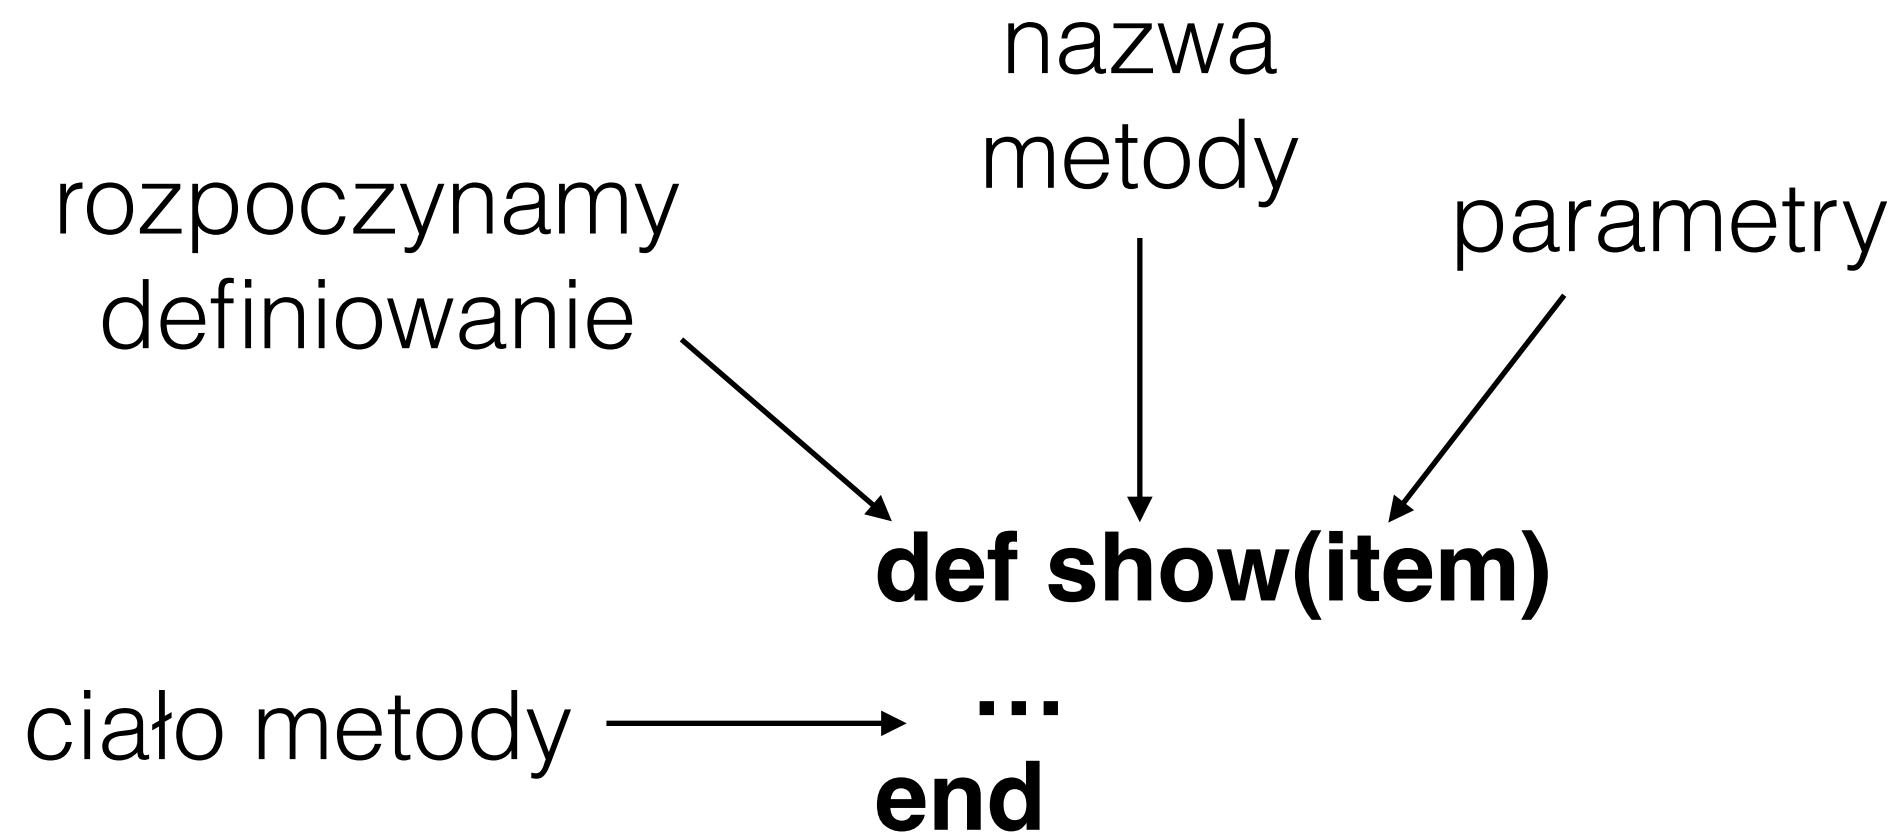 nazwa
metody
rozpoczynamy
definiowanie
parametry
def show(item)
...
ciało metody
end